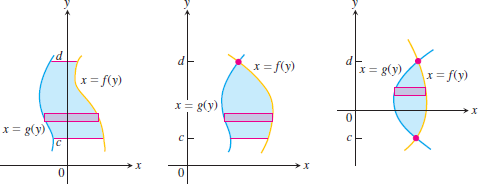 y
d
x = f(y)
x = g(y)
c
0
x
y
d
x = f(y)
x = g(y)
c
0
x
y
d
x = g(y)
x = f(y)
0
x
c